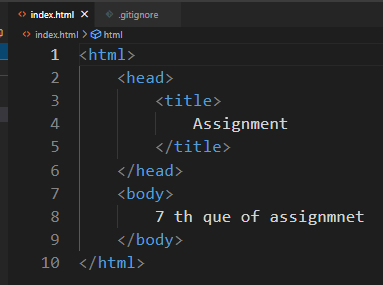 index.html × .gitignore
index.html > html
1 <html>
2 <head>
3 <title>
4 Assignment
5 </title>
6 </head>
7 <body>
8 7 th que of assignmnet
9 </body>
10 </html>